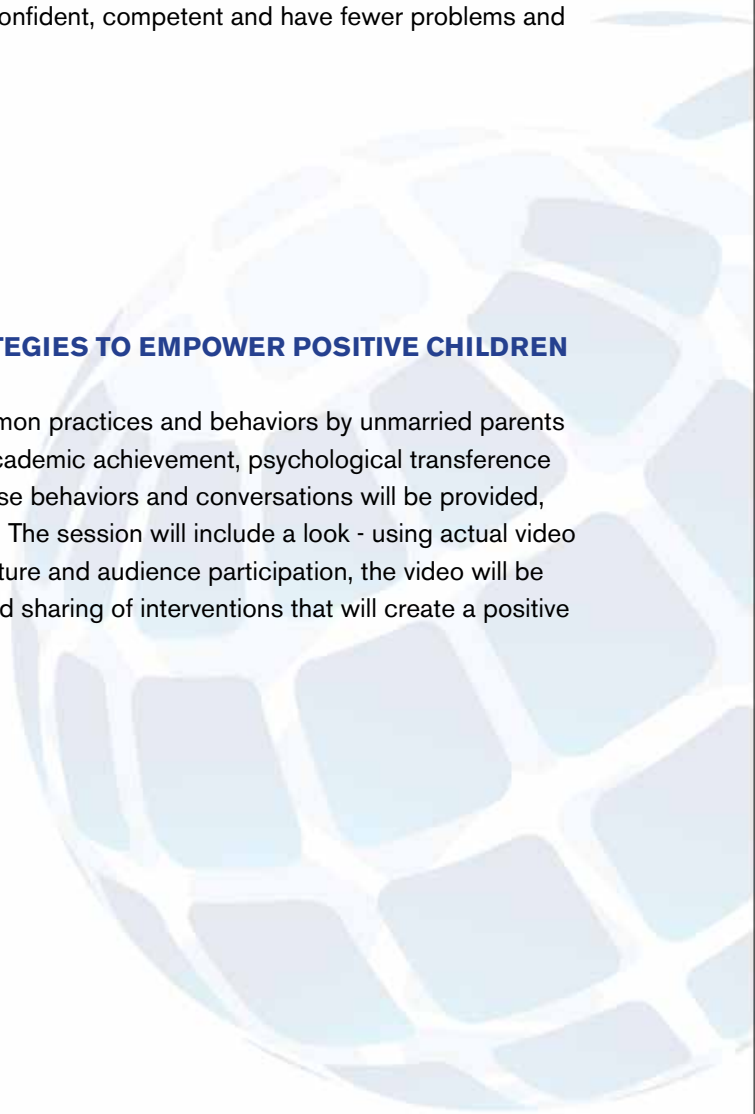 onfident, competent and have fewer problems and
TEGIES TO EMPOWER POSITIVE CHILDREN
mon practices and behaviors by unmarried parents
cademic achievement, psychological transference
se behaviors and conversations will be provided,
The session will include a look - using actual video
ture and audience participation, the video will be
d sharing of interventions that will create a positive